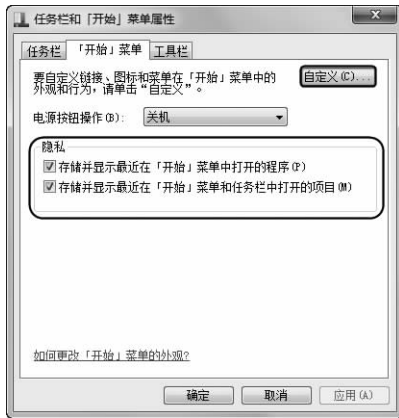 任务栏和「开始」菜单属性
任务栏 「开始」菜单 工具栏
要自定义链接、图标和菜单在「开始」菜单中的
外观和行为，请单击“自定义”。
自定义(C)...
电源按钮操作(B): 关机
隐私
存储并显示最近在「开始」菜单中打开的程序(P)
存储并显示最近在「开始」菜单和任务栏中打开的项目(M)
如何更改「开始」菜单的外观?
确定 取消 应用(A)